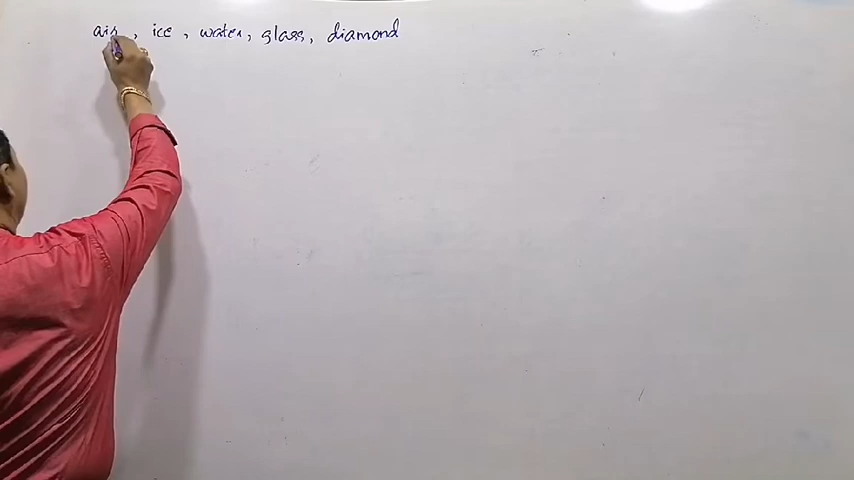 air, ice, water, glass, diamond